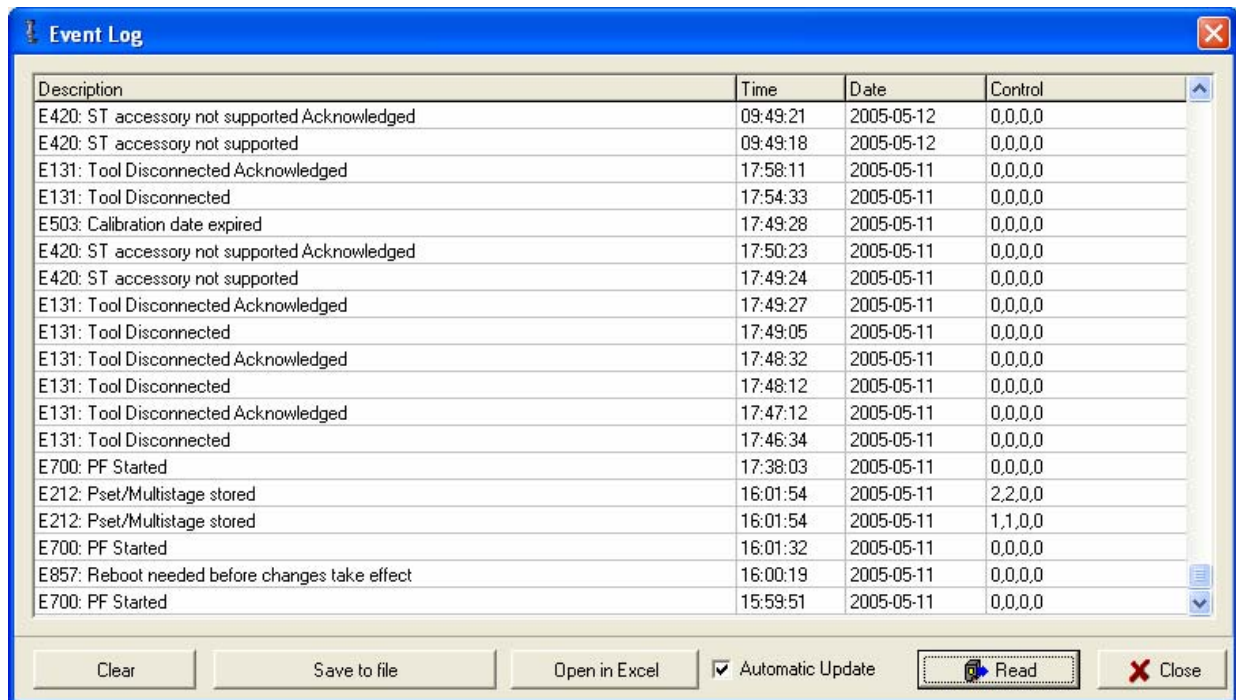 Event Log
Description Time Date Control
E420: ST accessory not supported Acknowledged 09:49:21 2005-05-12 0,0,0,0
E420: ST accessory not supported 09:49:18 2005-05-12 0,0,0,0
E131: Tool Disconnected Acknowledged 17:58:11 2005-05-11 0,0,0,0
E131: Tool Disconnected 17:54:33 2005-05-11 0,0,0,0
E503: Calibration date expired 17:49:28 2005-05-11 0,0,0,0
E420: ST accessory not supported Acknowledged 17:50:23 2005-05-11 0,0,0,0
E420: ST accessory not supported 17:49:24 2005-05-11 0,0,0,0
E131: Tool Disconnected Acknowledged 17:49:27 2005-05-11 0,0,0,0
E131: Tool Disconnected 17:49:05 2005-05-11 0,0,0,0
E131: Tool Disconnected Acknowledged 17:48:32 2005-05-11 0,0,0,0
E131: Tool Disconnected 17:48:12 2005-05-11 0,0,0,0
E131: Tool Disconnected Acknowledged 17:47:12 2005-05-11 0,0,0,0
E131: Tool Disconnected 17:46:34 2005-05-11 0,0,0,0
E700: PF Started 17:38:03 2005-05-11 0,0,0,0
E212: Pset/Multistage stored 16:01:54 2005-05-11 2,2,0,0
E212: Pset/Multistage stored 16:01:54 2005-05-11 1,1,0,0
E700: PF Started 16:01:32 2005-05-11 0,0,0,0
E857: Reboot needed before changes take effect 16:00:19 2005-05-11 0,0,0,0
E700: PF Started 15:59:51 2005-05-11 0,0,0,0
Clear Save to file Open in Excel Automatic Update Read Close